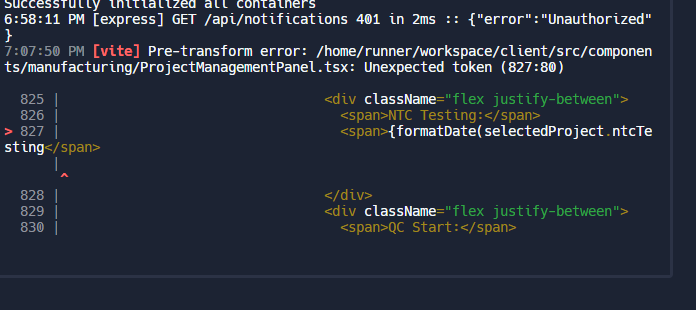 Successfully initialized all containers
6:58:11 PM [express] GET /api/notifications 401 in 2ms :: {"error":"Unauthorized"
}
7:07:50 PM [vite] Pre-transform error: /home/runner/workspace/client/src/componen
ts/manufacturing/ProjectManagementPanel.tsx: Unexpected token (827:80)
825 | <div className="flex justify-between">
826 | <span>NTC Testing:</span>
> 827 | <span>{formatDate(selectedProject.ntcTe
sting</span>
|
^
828 | </div>
829 | <div className="flex justify-between">
830 | <span>QC Start:</span>